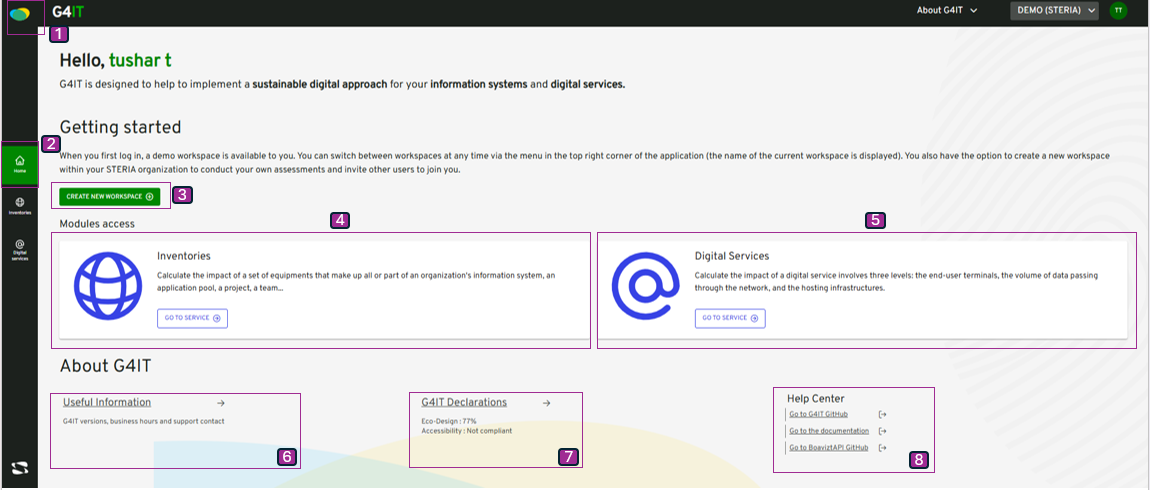 G4IT
About G4IT
DEMO (STERIA)
TT
1
Hello, tushar t
G4IT is designed to help to implement a sustainable digital approach for your information systems and digital services.
Getting started
2
Home
When you first log in, a demo workspace is available to you. You can switch between workspaces at any time via the menu in the top right corner of the application (the name of the current workspace is displayed). You also have the option to create a new workspace
within your STERIA organization to conduct your own assessments and invite other users to join you.
CREATE NEW WORKSPACE
3
Inventories
Modules access
4
5
Digital
services
Inventories
Calculate the impact of a set of equipments that make up all or part of an organization's information system, an
application pool, a project, a team...
GO TO SERVICE
Digital Services
Calculate the impact of a digital service involves three levels: the end-user terminals, the volume of data passing
through the network, and the hosting infrastructures.
GO TO SERVICE
About G4IT
Useful Information
G4IT versions, business hours and support contact
6
G4IT Declarations
Eco-Design : 77%
Accessibility : Not compliant
7
Help Center
Go to G4IT GitHub
Go to the documentation
Go to BoaviztAPI GitHub
8